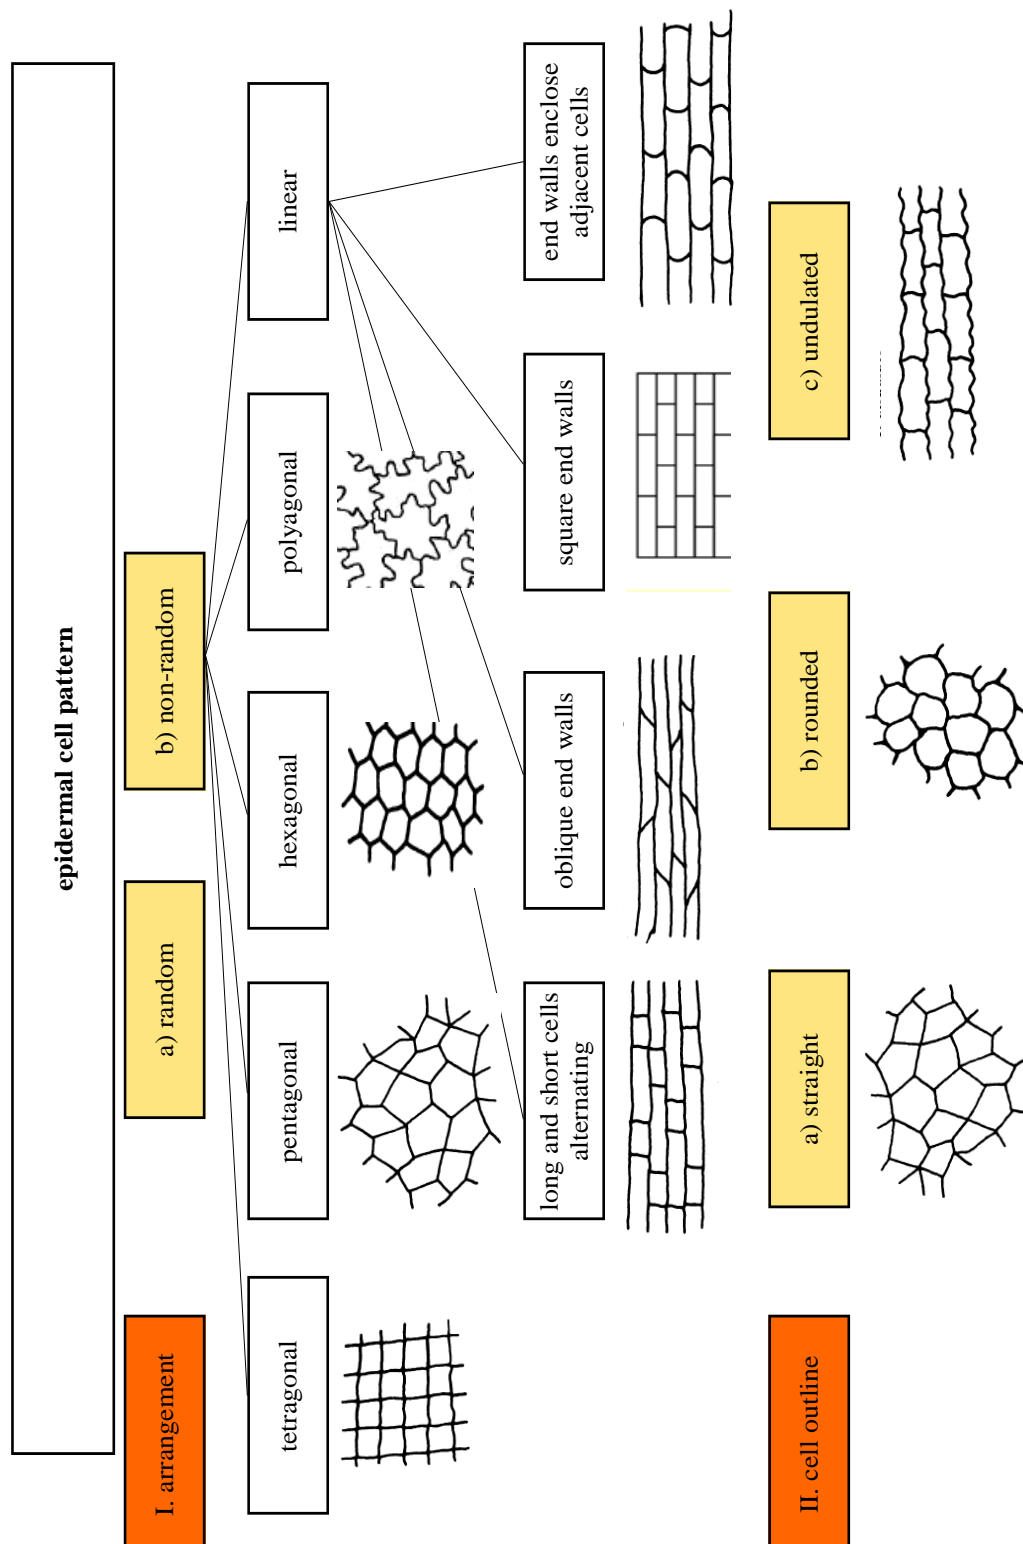 epidermal cell pattern
I. arrangement
a) random
b) non-random
tetragonal
pentagonal
hexagonal
polyagonal
linear
long and short cells
alternating
oblique end walls
square end walls
end walls enclose
adjacent cells
II. cell outline
a) straight
b) rounded
c) undulated